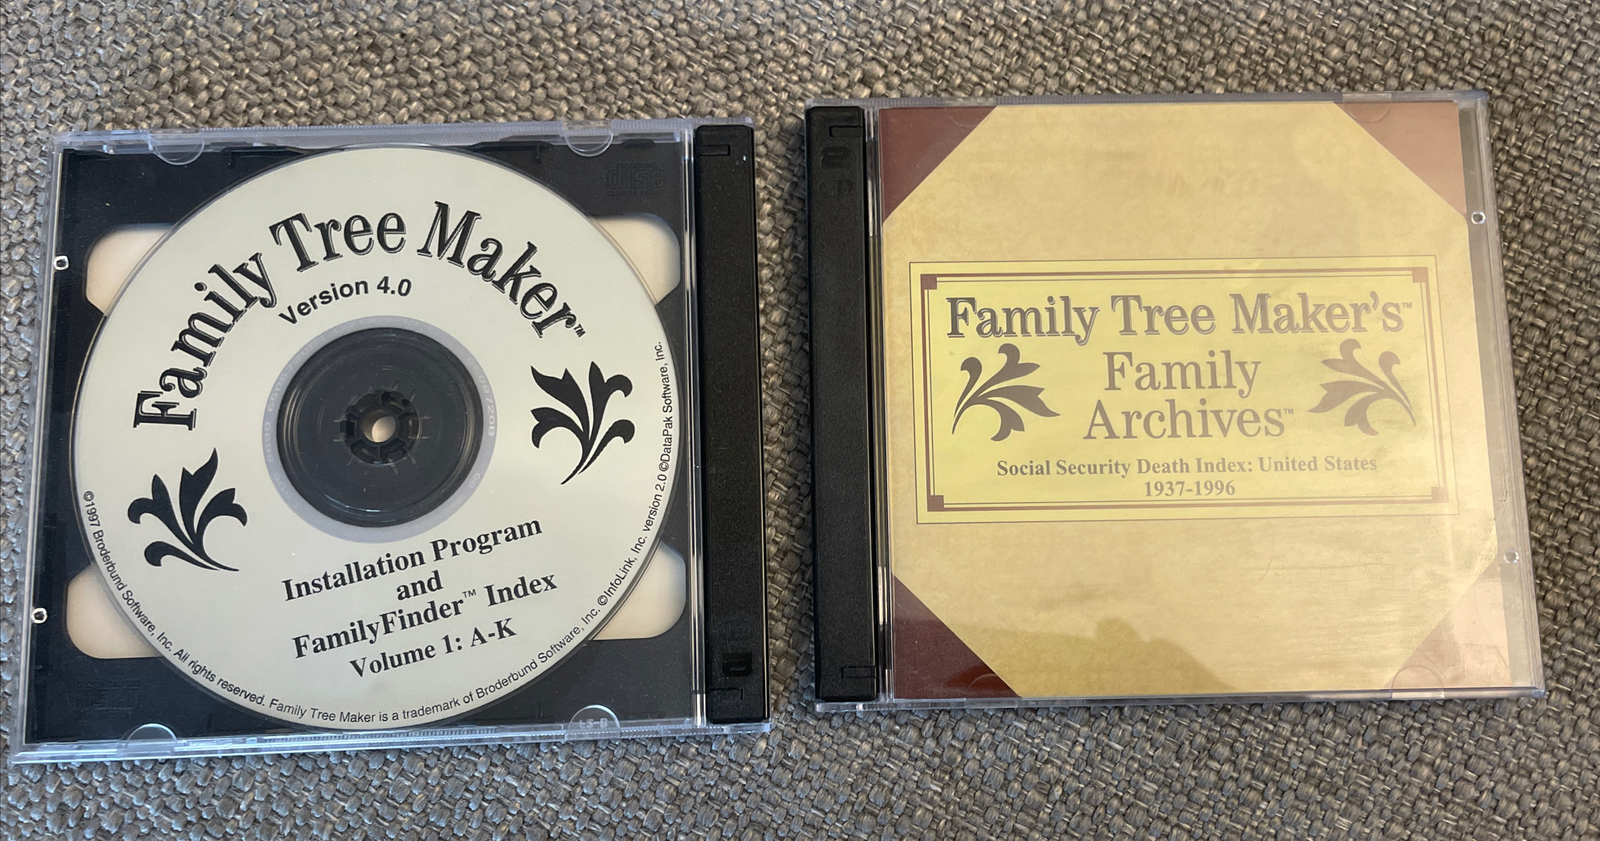 Family Tree Maker™
Version 4.0
Installation Program
and
FamilyFinder™ Index
Volume 1: A-K
©1997 Broderbund Software, Inc. All rights reserved. Family Tree Maker is a trademark of Broderbund Software, Inc. ©InfoLink, Inc. version 2.0 ©DataPak Software, Inc.
disc
Family Tree Maker's™
Family
Archives™
Social Security Death Index: United States
1937-1996